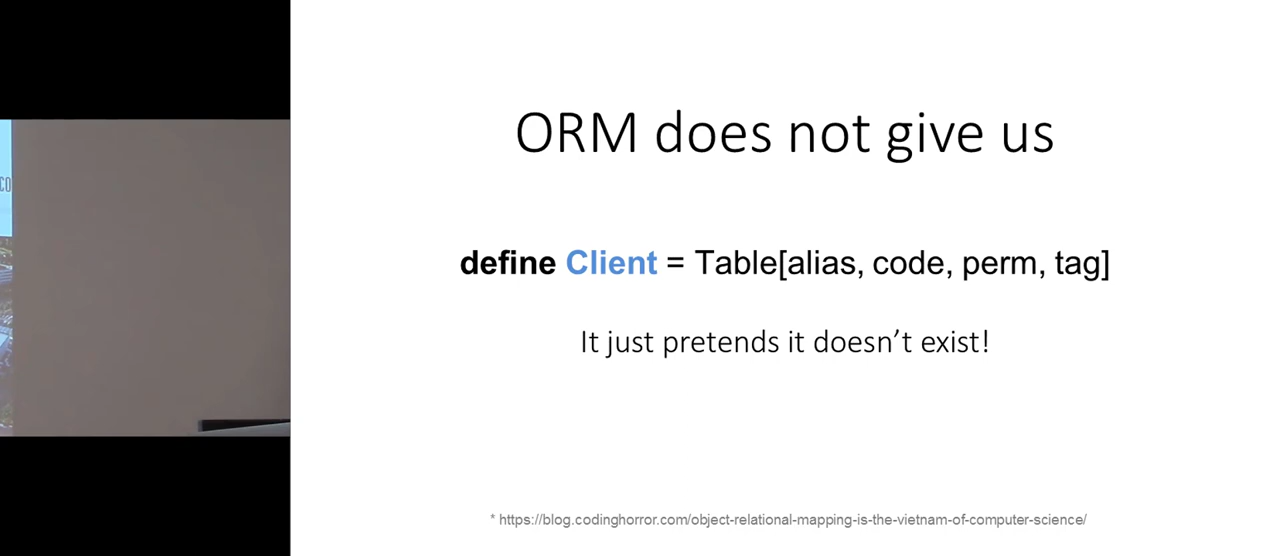 ORM does not give us
define Client = Table[alias, code, perm, tag]
It just pretends it doesn’t exist!
* https://blog.codinghorror.com/object-relational-mapping-is-the-vietnam-of-computer-science/